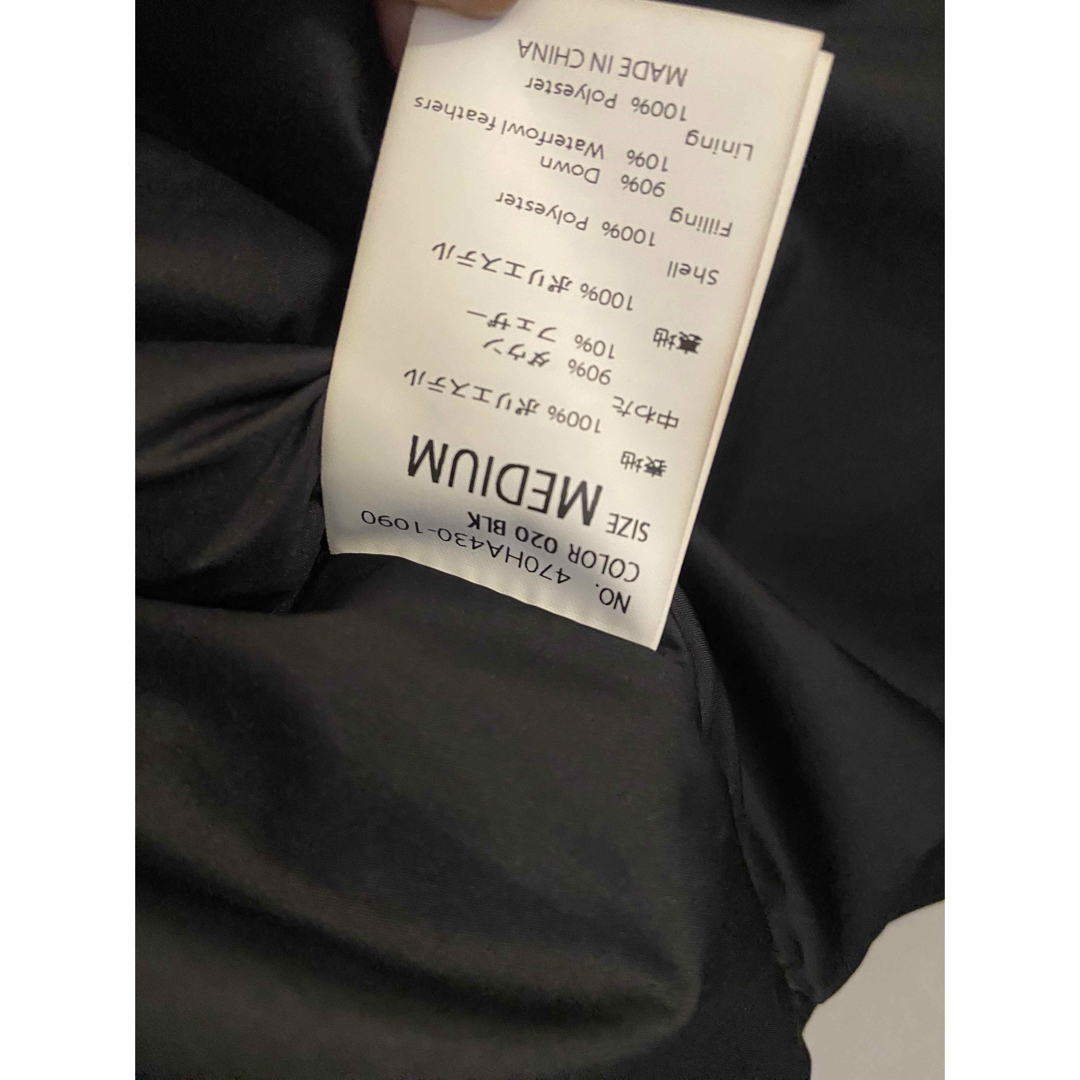 NO. 470HA430-1090
COLOR 020 BLK
SIZE MEDIUM
表地
100% ポリエステル
中わた
90% ダウン
10% フェザー
裏地
100% ポリエステル
Shell
100% Polyester
Filling
90% Down
10% Waterfowl feathers
Lining
100% Polyester
MADE IN CHINA